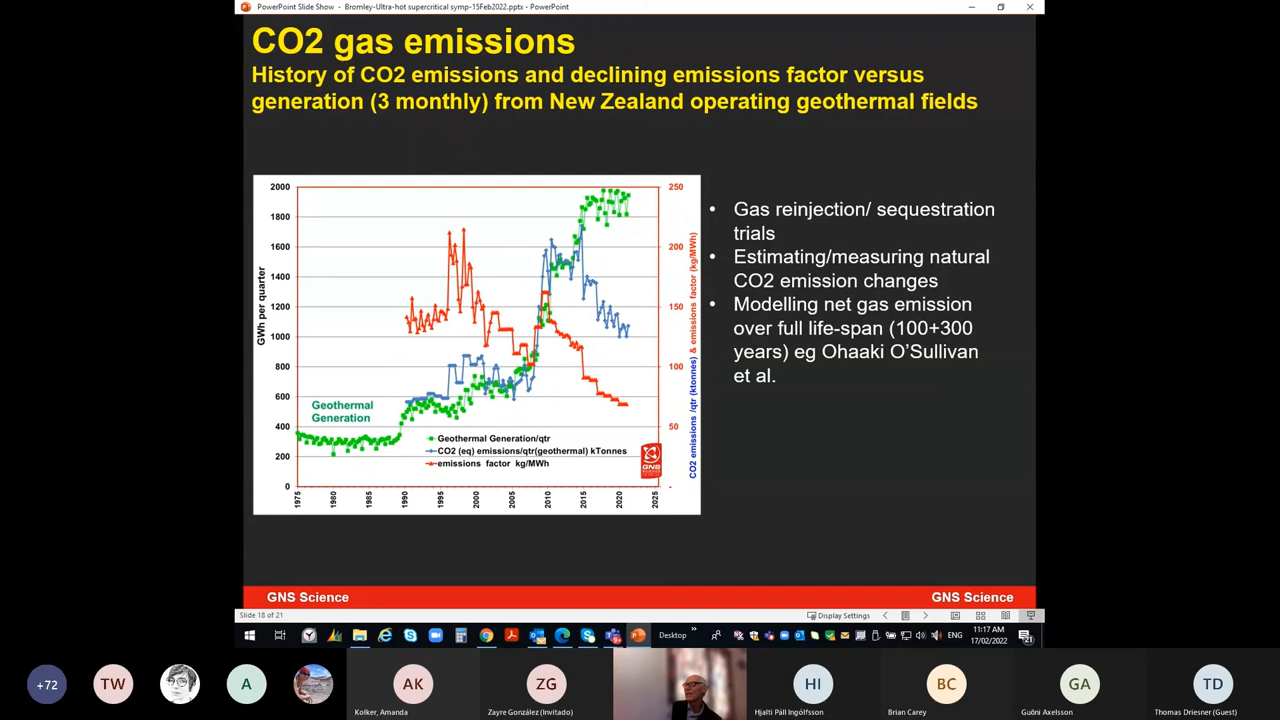 PowerPoint Slide Show - Bromley-Ultra-hot supercritical symp-15Feb2022.pptx - PowerPoint
CO2 gas emissions
History of CO2 emissions and declining emissions factor versus
generation (3 monthly) from New Zealand operating geothermal fields
2000
1800
1600
1400
1200
1000
800
600
400
200
0
GWh per quarter
Geothermal
Generation
Geothermal Generation/qtr
CO2 (eq) emissions/qtr(geothermal) kTonnes
emissions factor kg/MWh
GNS
SCIENCE
250
200
150
100
50
-
CO2 emissions /qtr (ktonnes) & emissions factor (kg/MWh)
1975
1980
1985
1990
1995
2000
2005
2010
2015
2020
2025
• Gas reinjection/ sequestration
trials
• Estimating/measuring natural
CO2 emission changes
• Modelling net gas emission
over full life-span (100+300
years) eg Ohaaki O’Sullivan
et al.
GNS Science
GNS Science
Slide 18 of 21
Display Settings
Desktop
ENG
11:17 AM
17/02/2022
21
+72
TW
A
AK
Kolker, Amanda
ZG
Zayre González (Invitado)
HI
Hjalti Páll Ingólfsson
BC
Brian Carey
GA
Guðni Axelsson
TD
Thomas Driesner (Guest)